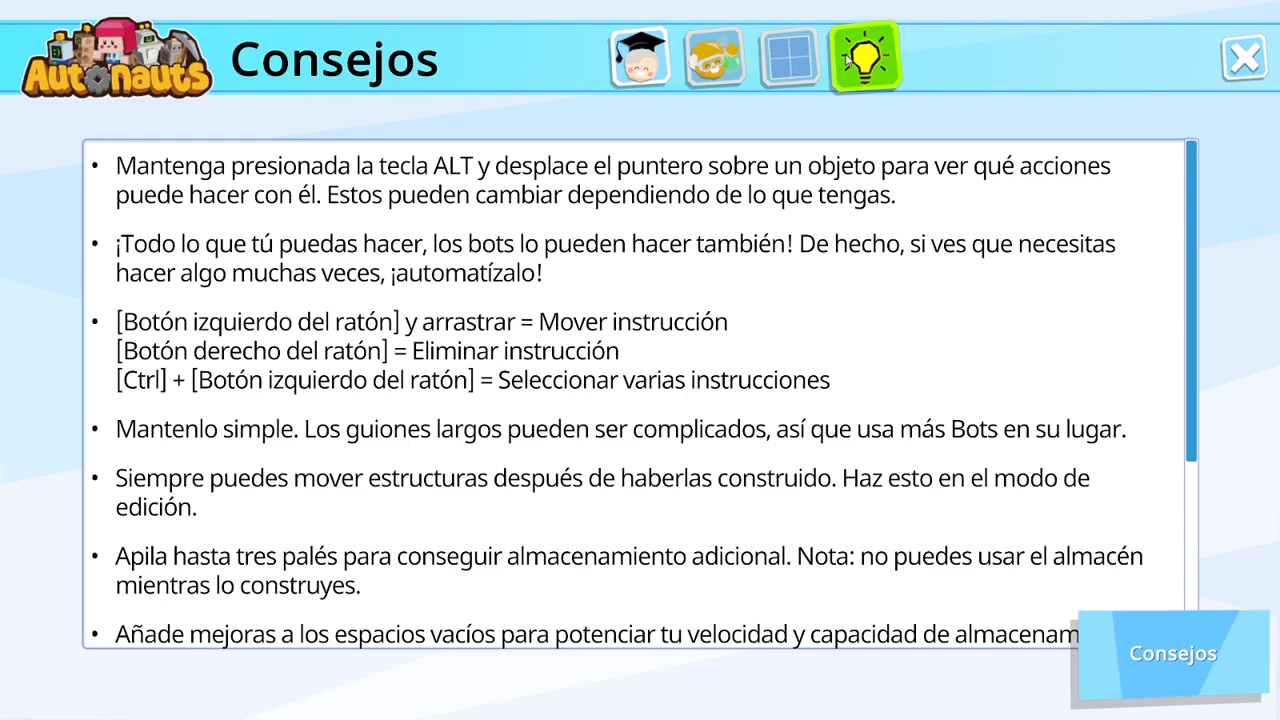 Autonauts
Consejos
• Mantenga presionada la tecla ALT y desplace el puntero sobre un objeto para ver qué acciones
puede hacer con él. Estos pueden cambiar dependiendo de lo que tengas.
• ¡Todo lo que tú puedas hacer, los bots lo pueden hacer también! De hecho, si ves que necesitas
hacer algo muchas veces, ¡automatízalo!
• [Botón izquierdo del ratón] y arrastrar = Mover instrucción
[Botón derecho del ratón] = Eliminar instrucción
[Ctrl] + [Botón izquierdo del ratón] = Seleccionar varias instrucciones
• Mantenlo simple. Los guiones largos pueden ser complicados, así que usa más Bots en su lugar.
• Siempre puedes mover estructuras después de haberlas construido. Haz esto en el modo de
edición.
• Apila hasta tres palés para conseguir almacenamiento adicional. Nota: no puedes usar el almacén
mientras lo construyes.
• Añade mejoras a los espacios vacíos para potenciar tu velocidad y capacidad de almacenam
Consejos